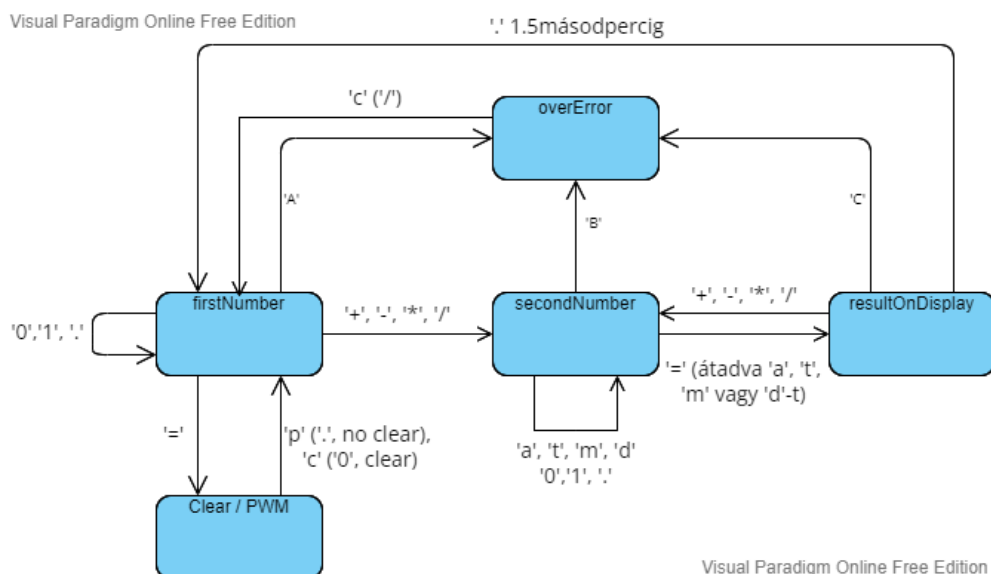 Visual Paradigm Online Free Edition
'.' 1.5másodpercig
'c' ('/')
overError
'A'
'B'
'C'
firstNumber
secondNumber
resultOnDisplay
'0','1', '.'
'+', '-', '*', '/'
'+', '-', '*', '/'
'=' (átadva 'a', 't',
'm' vagy 'd'-t)
'='
'p' ('.', no clear),
'c' ('0', clear)
'a', 't', 'm', 'd'
'0','1', '.'
Clear / PWM
Visual Paradigm Online Free Edition